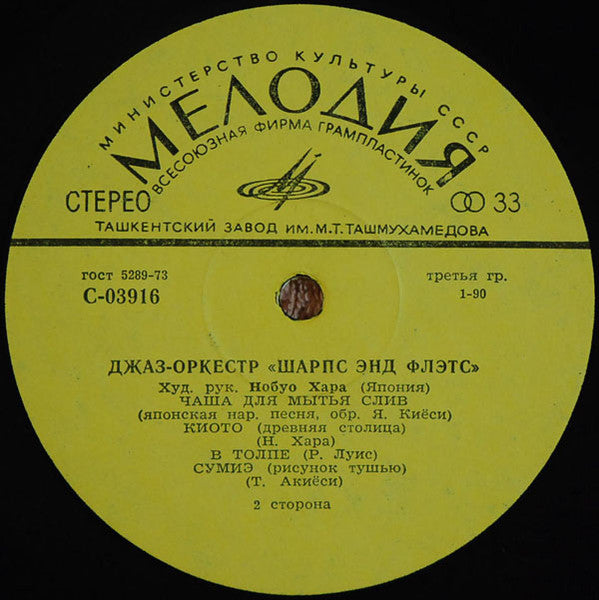 МИНИСТЕРСТВО КУЛЬТУРЫ СССР
МЕЛОДИЯ
ВСЕСОЮЗНАЯ ФИРМА ГРАМПЛАСТИНОК
СТЕРЕО 33
ТАШКЕНТСКИЙ ЗАВОД ИМ. М.Т.ТАШМУХАМЕДОВА
гост 5289-73 третья гр.
С-03916 1-90
ДЖАЗ-ОРКЕСТР «ШАРПС ЭНД ФЛЭТС»
Худ. рук. Нобуо Хара (Япония)
ЧАША ДЛЯ МЫТЬЯ СЛИВ
(японская нар. песня, обр. Я. Киёси)
КИОТО (древняя столица)
(Н. Хара)
В ТОЛПЕ (Р. Луис)
СУМИЭ (рисунок тушью)
(Т. Акиёси)
2 сторона